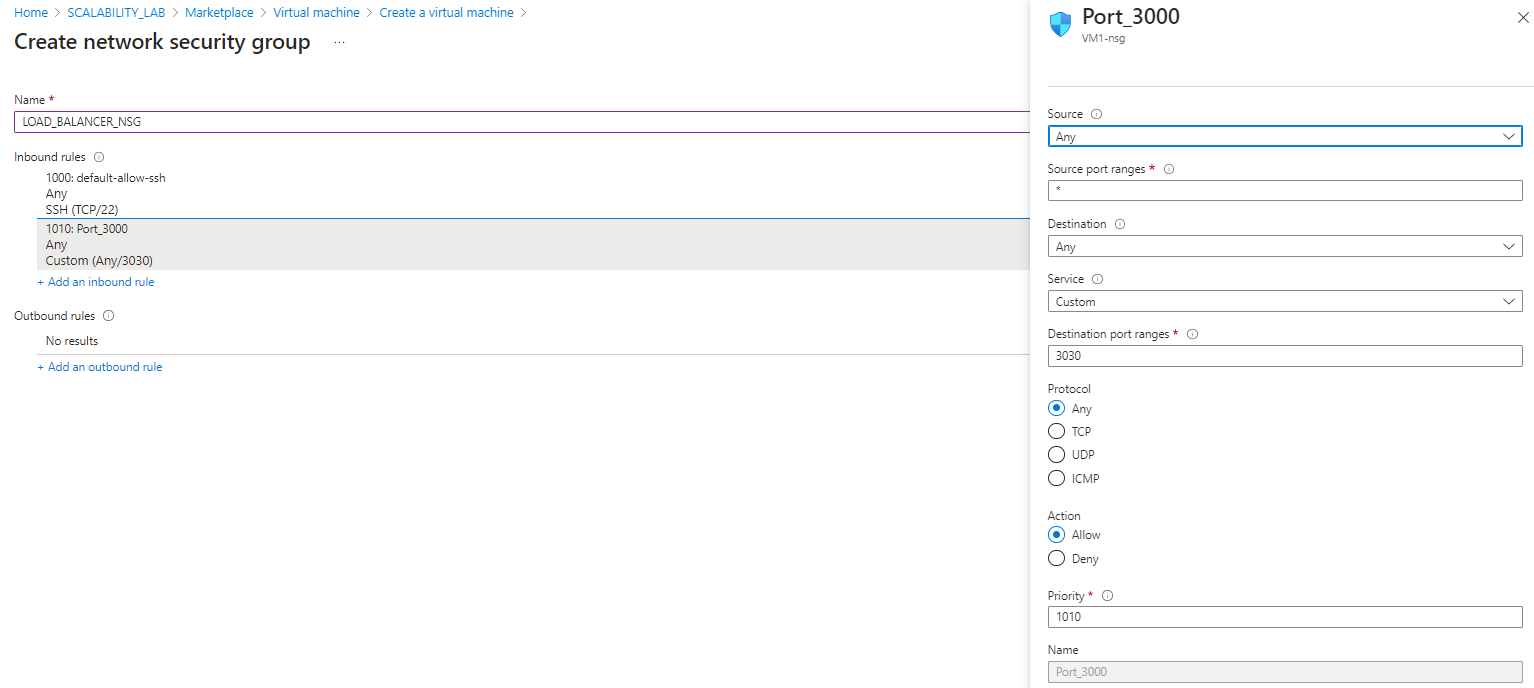 Home > SCALABILITY_LAB > Marketplace > Virtual machine > Create a virtual machine >
Create network security group ...
Name *
LOAD_BALANCER_NSG
Inbound rules
1000: default-allow-ssh
Any
SSH (TCP/22)
1010: Port_3000
Any
Custom (Any/3030)
+ Add an inbound rule
Outbound rules
No results
+ Add an outbound rule
Port_3000
VM1-nsg
Source
Any
Source port ranges *
*
Destination
Any
Service
Custom
Destination port ranges *
3030
Protocol
Any
TCP
UDP
ICMP
Action
Allow
Deny
Priority *
1010
Name
Port_3000